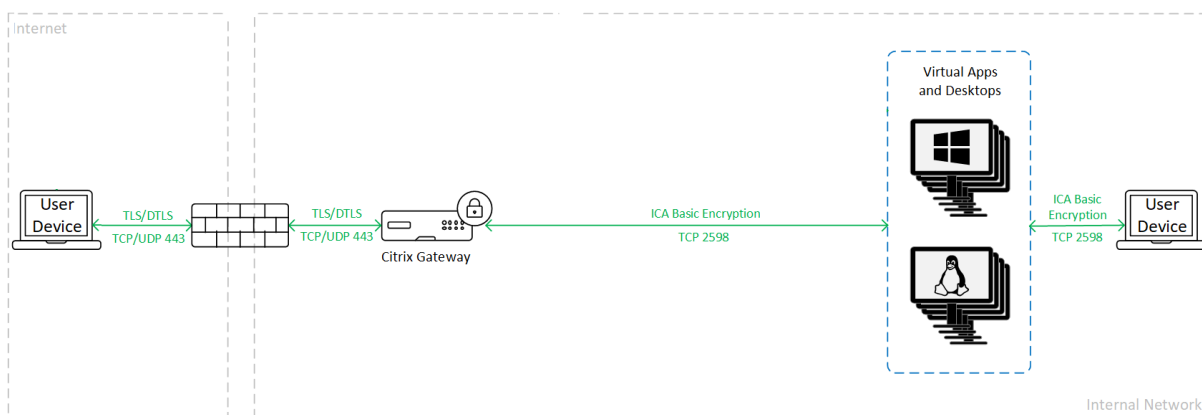 Internet
User
Device
TLS/DTLS
TCP/UDP 443
TLS/DTLS
TCP/UDP 443
Citrix Gateway
ICA Basic Encryption
TCP 2598
Virtual Apps
and Desktops
ICA Basic
Encryption
TCP 2598
User
Device
Internal Network